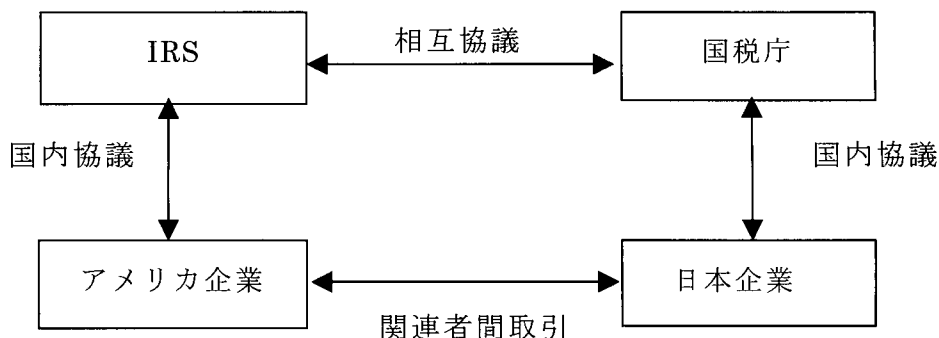 相互協議
IRS
国税庁
国内協議
国内協議
アメリカ企業
日本企業
関連者間取引